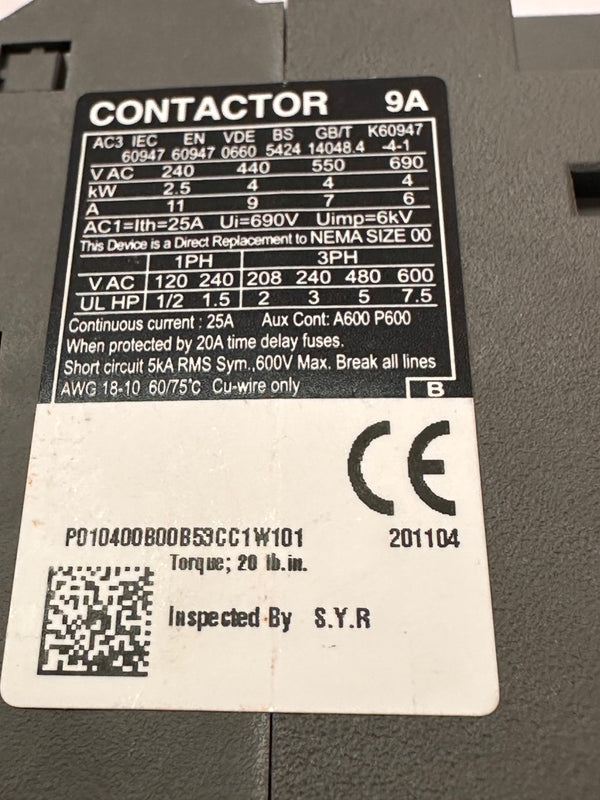 CONTACTOR 9A
AC3 IEC EN VDE BS GB/T K60947
60947 60947 0660 5424 14048.4 -4-1
V AC 240 440 550 690
kW 2.5 4 4 4
A 11 9 7 6
AC1=Ith=25A Ui=690V Uimp=6kV
This Device is a Direct Replacement to NEMA SIZE 00
1PH 3PH
V AC 120 240 208 240 480 600
UL HP 1/2 1.5 2 3 5 7.5
Continuous current : 25A Aux Cont: A600 P600
When protected by 20A time delay fuses.
Short circuit 5kA RMS Sym.,600V Max. Break all lines
AWG 18-10 60/75°C Cu-wire only
B
CE
P010400B00B53CC1W101 201104
Torque; 20 lb.in.
Inspected By S.Y.R